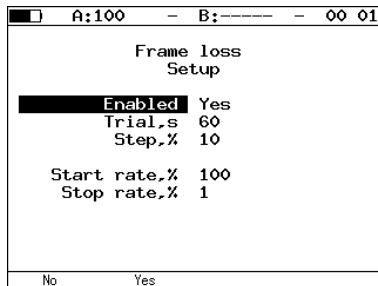 A:100 – B:----- – 00 01
Frame loss
Setup
Enabled Yes
Trial,s 60
Step,% 10
Start rate,% 100
Stop rate,% 1
No Yes